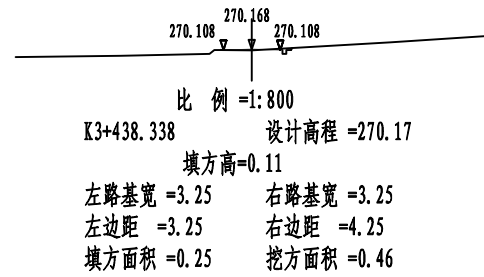 270.168
270.108 270.108
比 例 =1:800
K3+438.338 设计高程 =270.17
填方高=0.11
左路基宽 =3.25 右路基宽 =3.25
左边距 =3.25 右边距 =4.25
填方面积 =0.25 挖方面积 =0.46